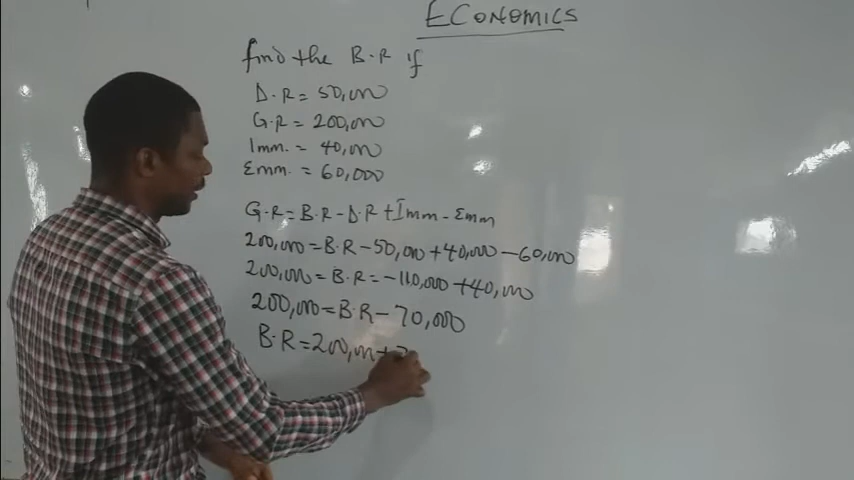 ECONOMICS
find the B.R if
D.R = 50,000
G.R = 200,000
Imm. = 40,000
Emm. = 60,000
G.R = B.R - D.R + Imm - Emm
200,000 = B.R - 50,000 + 40,000 - 60,000
200,000 = B.R = - 110,000 + 40,000
200,000 = B.R - 70,000
B.R = 200,000 +